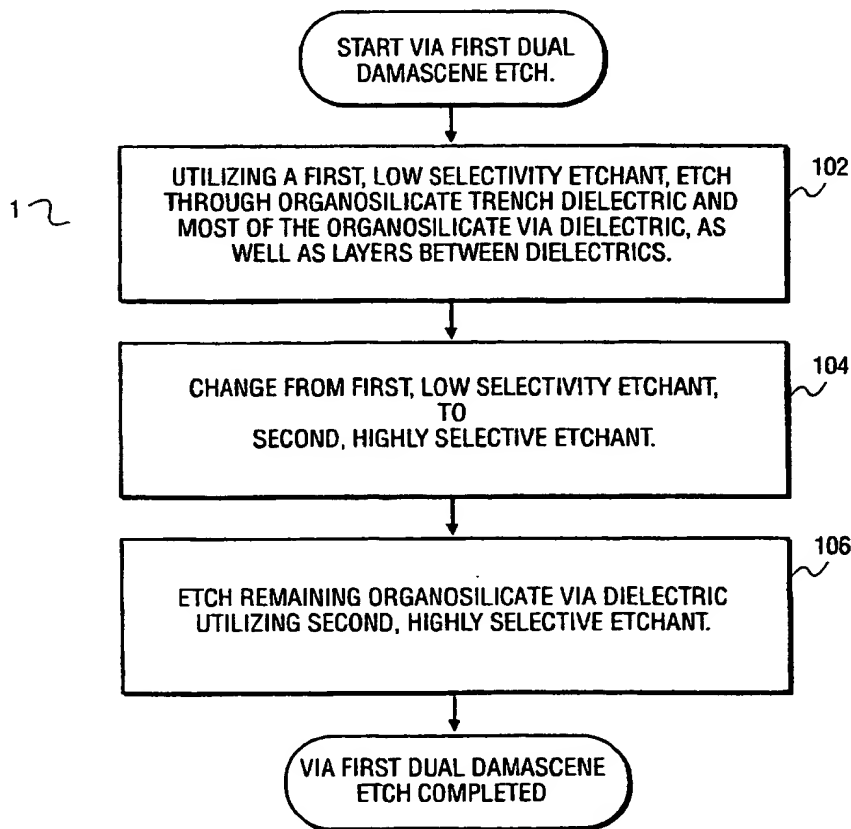 START VIA FIRST DUAL
DAMASCENE ETCH.
102
UTILIZING A FIRST, LOW SELECTIVITY ETCHANT, ETCH
THROUGH ORGANOSILICATE TRENCH DIELECTRIC AND
MOST OF THE ORGANOSILICATE VIA DIELECTRIC, AS
WELL AS LAYERS BETWEEN DIELECTRICS.
1
104
CHANGE FROM FIRST, LOW SELECTIVITY ETCHANT,
TO
SECOND, HIGHLY SELECTIVE ETCHANT.
106
ETCH REMAINING ORGANOSILICATE VIA DIELECTRIC
UTILIZING SECOND, HIGHLY SELECTIVE ETCHANT.
VIA FIRST DUAL DAMASCENE
ETCH COMPLETED